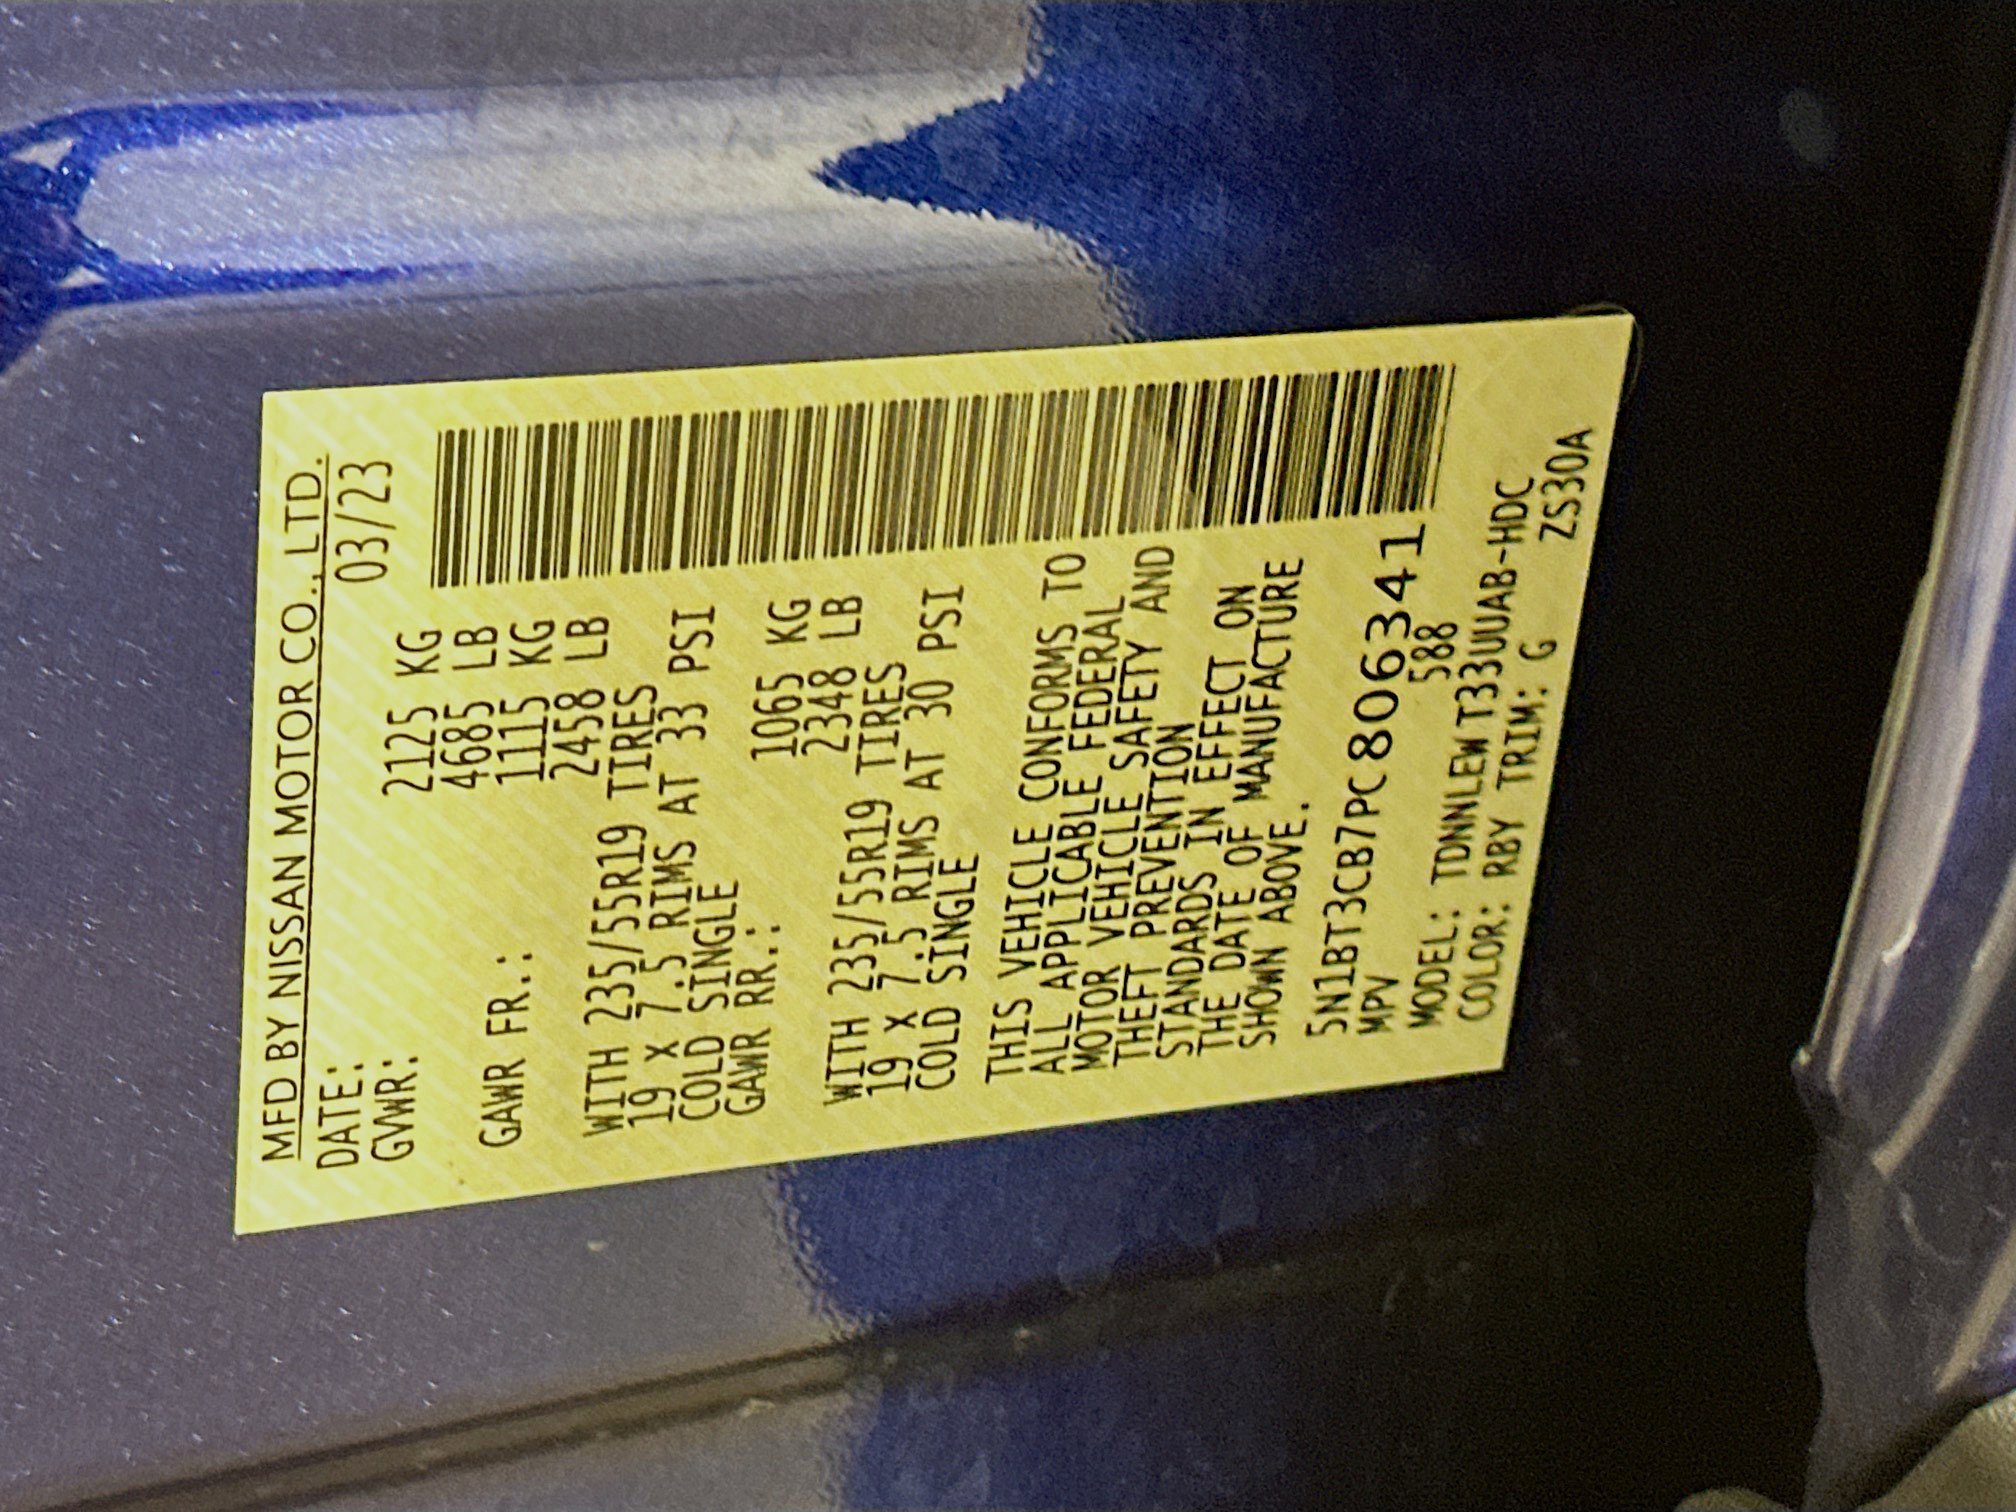 MFD BY NISSAN MOTOR CO., LTD.
DATE: 03/23
GVWR: 2125 KG
4685 LB
GAWR FR.: 1115 KG
2458 LB
WITH 235/55R19 TIRES
19 X 7.5 RIMS AT 33 PSI
COLD SINGLE
GAWR RR.: 1065 KG
2348 LB
WITH 235/55R19 TIRES
19 X 7.5 RIMS AT 30 PSI
COLD SINGLE
THIS VEHICLE CONFORMS TO
ALL APPLICABLE FEDERAL
MOTOR VEHICLE SAFETY AND
THEFT PREVENTION
STANDARDS IN EFFECT ON
THE DATE OF MANUFACTURE
SHOWN ABOVE.
5N1BT3CB7PC806341
MPV 588
MODEL: TDNNLEW T33UUAB-HDC
COLOR: RBY TRIM: G ZS30A